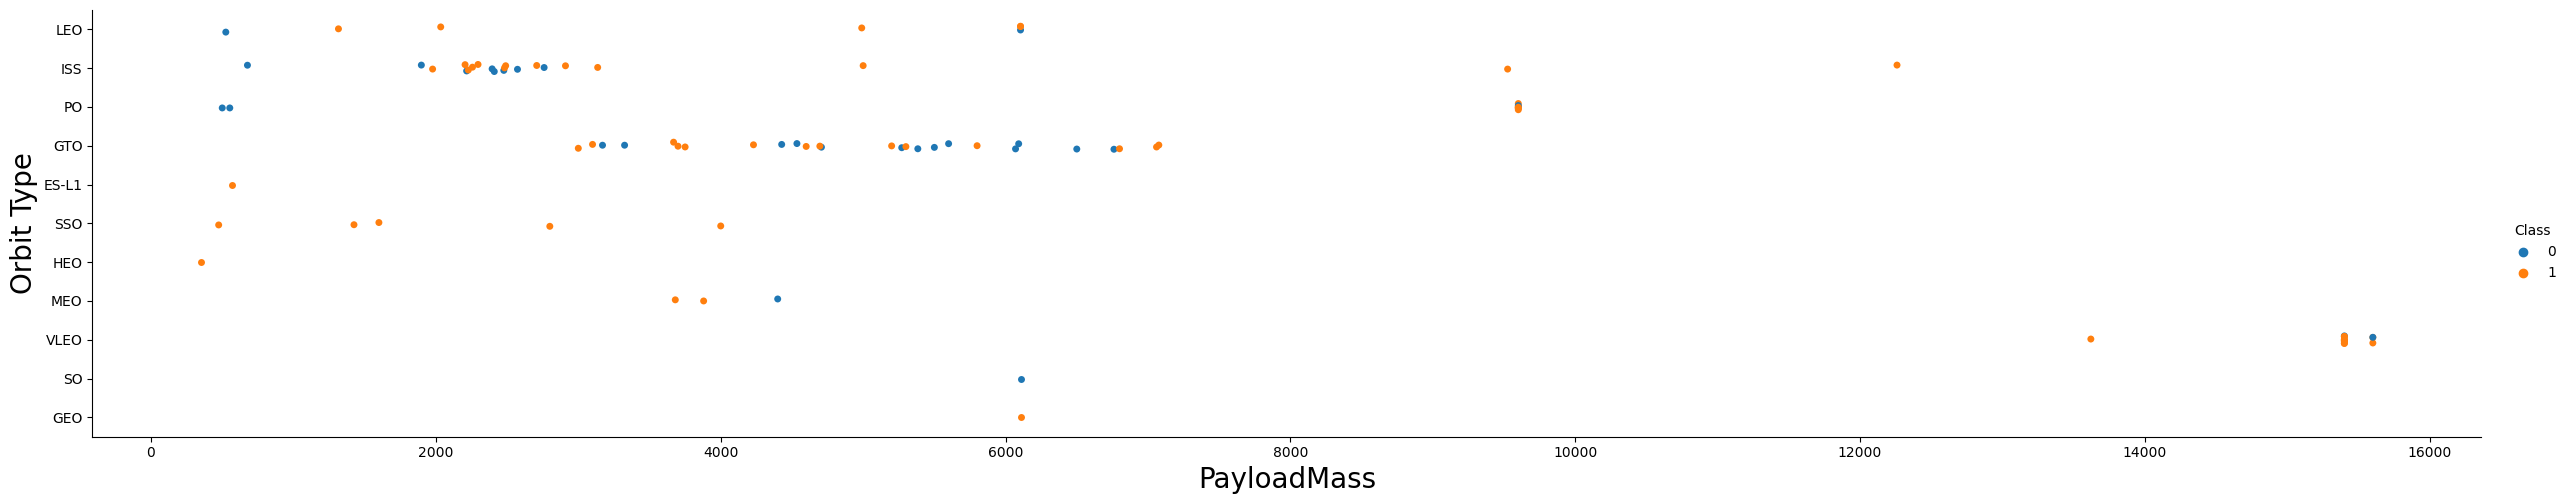 Orbit Type
LEO
ISS
PO
GTO
ES-L1
SSO
HEO
MEO
VLEO
SO
GEO
0 2000 4000 6000 8000 10000 12000 14000 16000
PayloadMass
Class
0
1